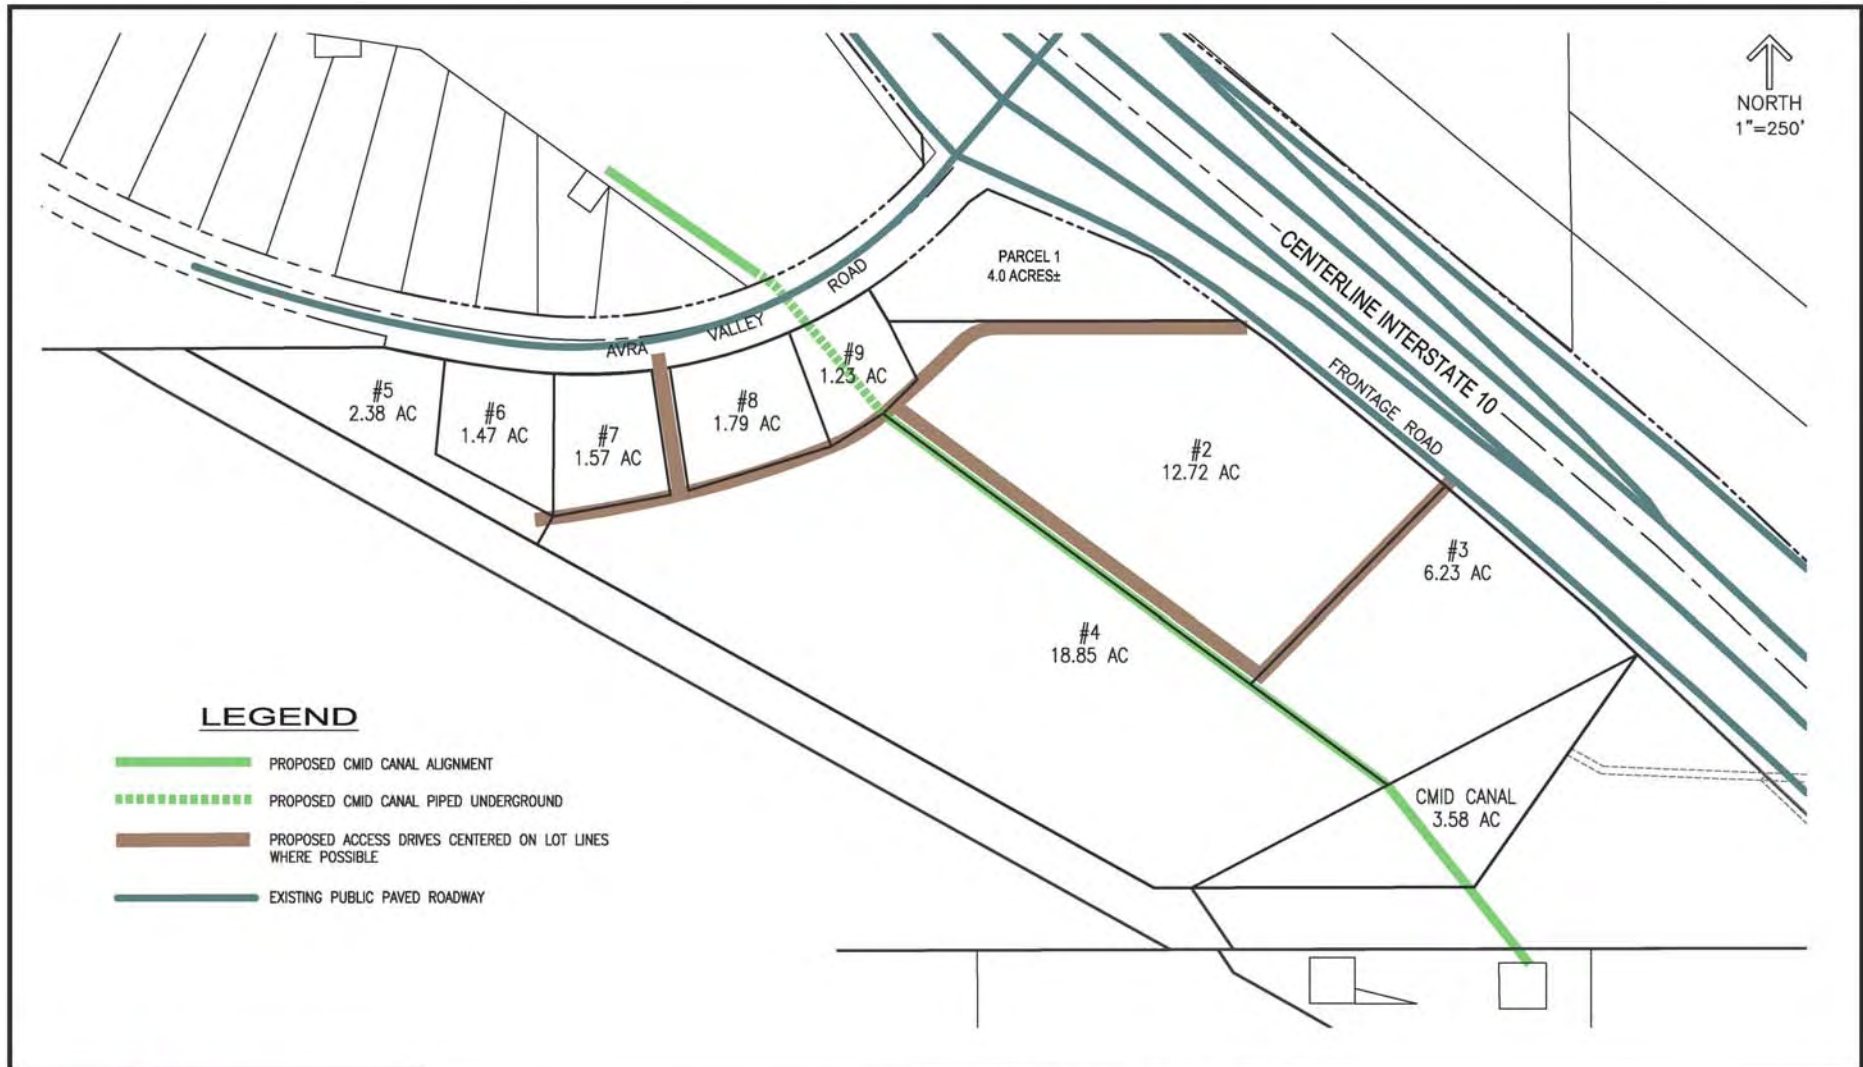 NORTH
1"=250'
PARCEL 1
4.0 ACRES±
CENTERLINE INTERSTATE 10
FRONTAGE ROAD
AVRA VALLEY ROAD
#9
1.23 AC
#5
2.38 AC
#6
1.47 AC
#7
1.57 AC
#8
1.79 AC
#2
12.72 AC
#3
6.23 AC
#4
18.85 AC
CMID CANAL
3.58 AC
LEGEND
PROPOSED CMID CANAL ALIGNMENT
PROPOSED CMID CANAL PIPED UNDERGROUND
PROPOSED ACCESS DRIVES CENTERED ON LOT LINES
WHERE POSSIBLE
EXISTING PUBLIC PAVED ROADWAY